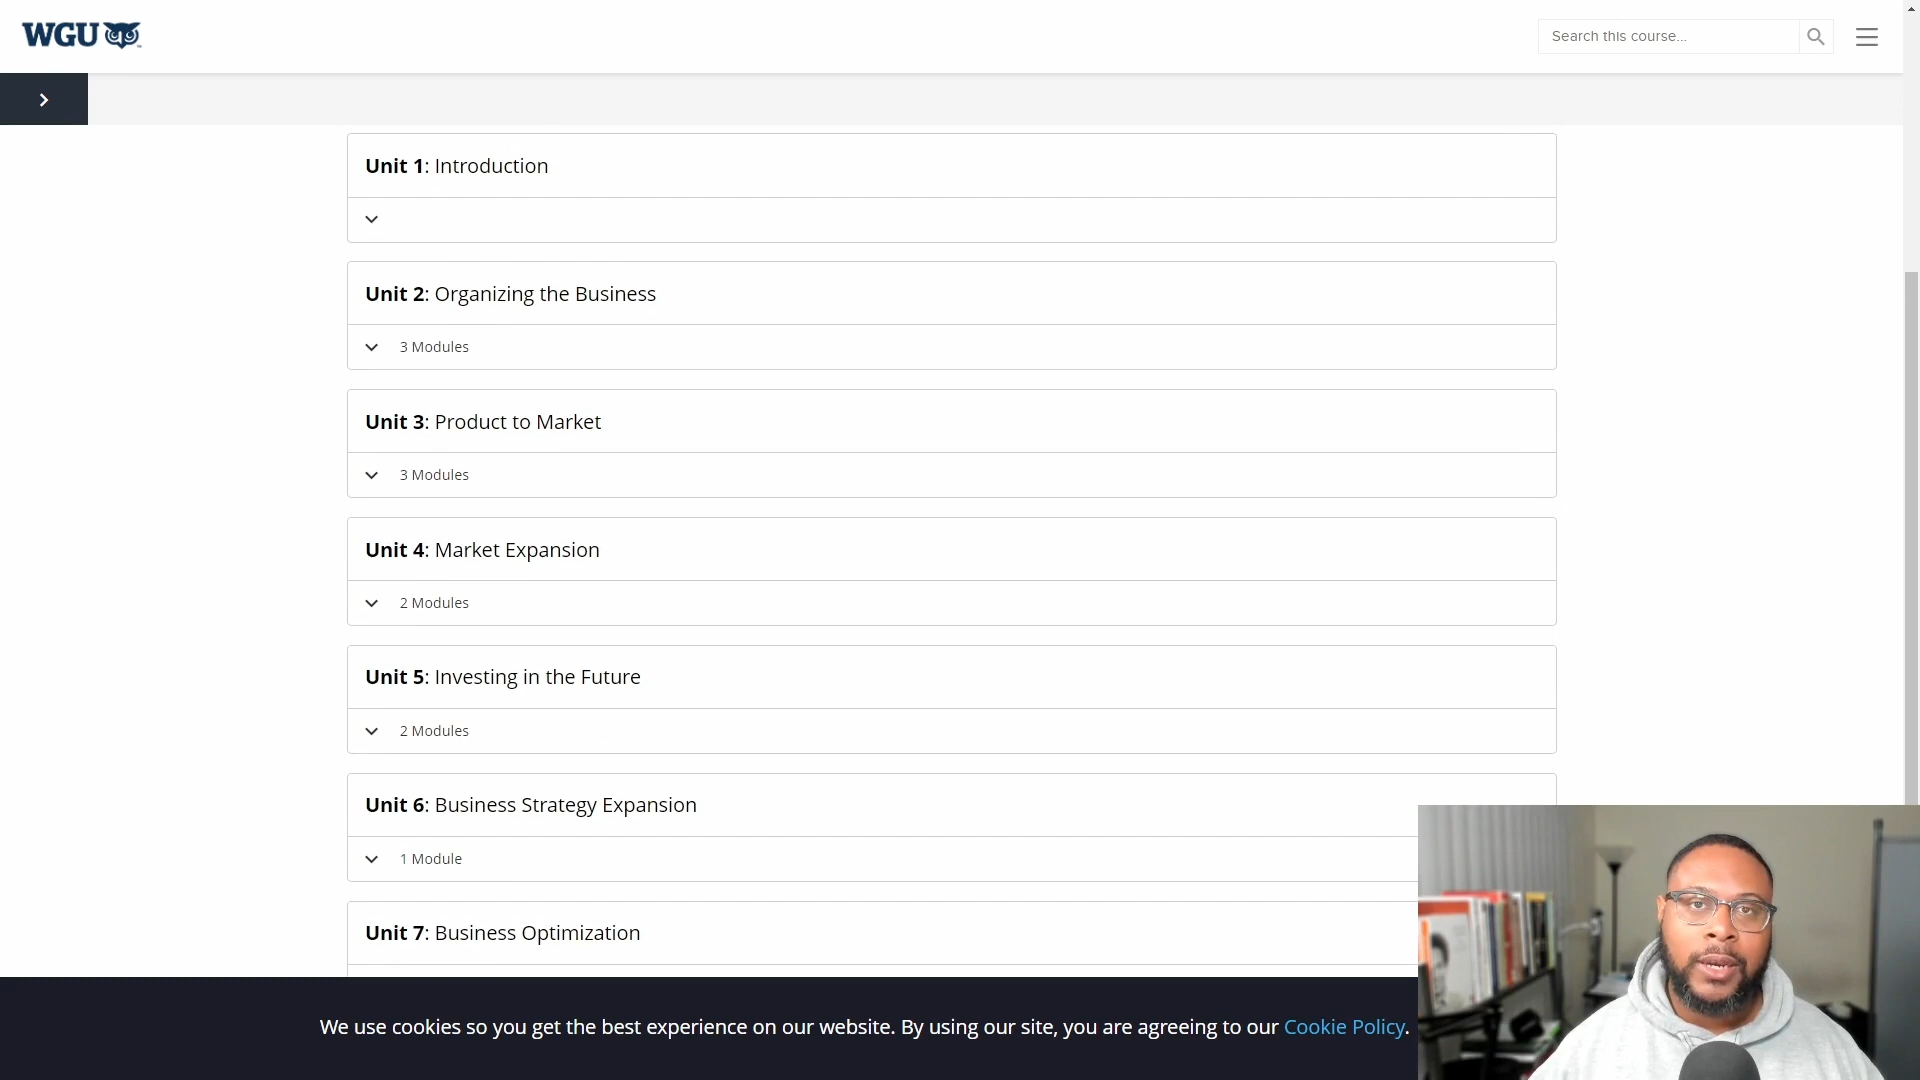 WGU
Search this course...
Unit 1: Introduction
Unit 2: Organizing the Business
3 Modules
Unit 3: Product to Market
3 Modules
Unit 4: Market Expansion
2 Modules
Unit 5: Investing in the Future
2 Modules
Unit 6: Business Strategy Expansion
1 Module
Unit 7: Business Optimization
We use cookies so you get the best experience on our website. By using our site, you are agreeing to our Cookie Policy.